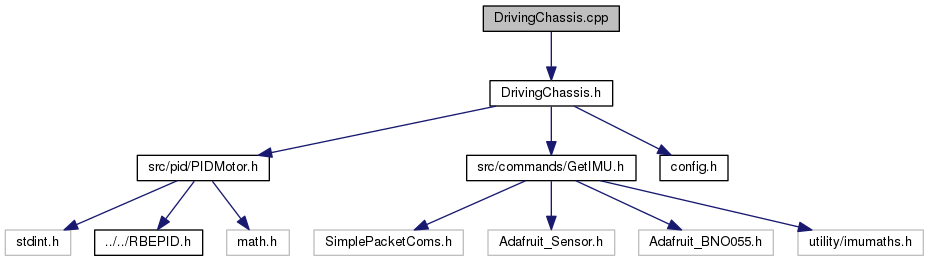 DrivingChassis.cpp
DrivingChassis.h
src/pid/PIDMotor.h
src/commands/GetIMU.h
config.h
stdint.h
../../RBEPID.h
math.h
SimplePacketComs.h
Adafruit_Sensor.h
Adafruit_BNO055.h
utility/imumaths.h